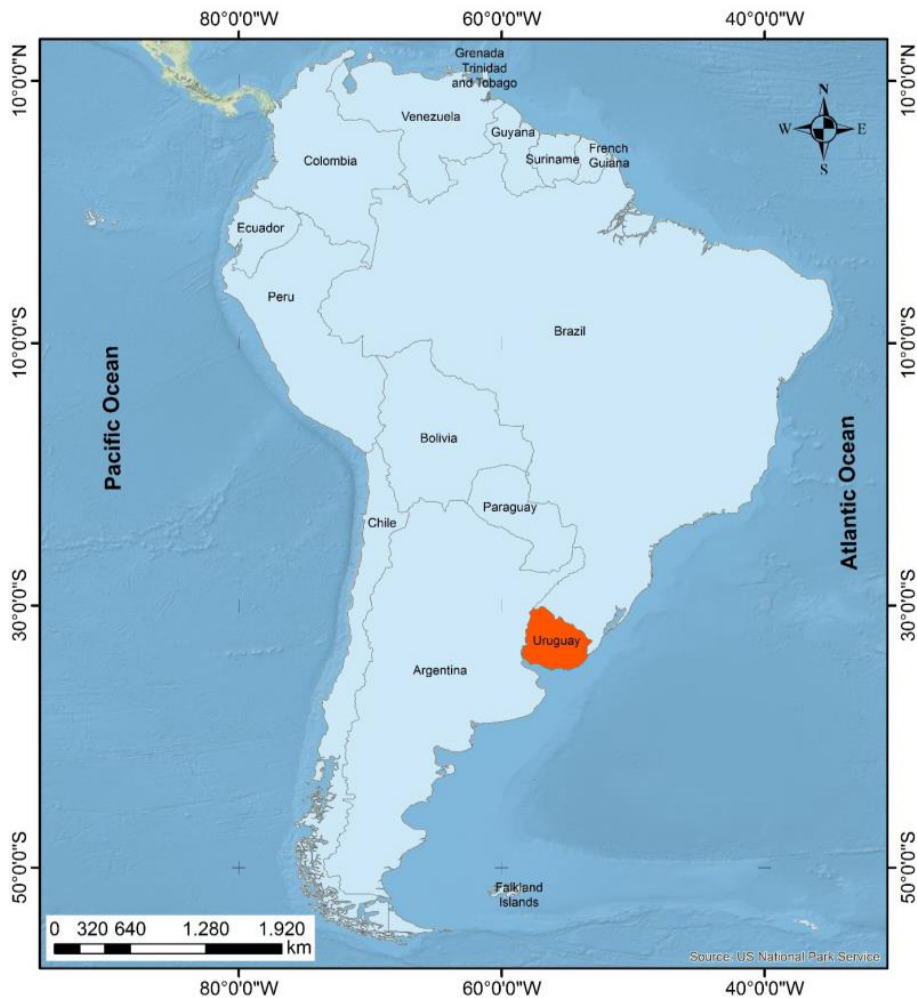 80°0'0"W 60°0'0"W 40°0'0"W
10°0'0"N
10°0'0"N
Grenada
Trinidad
and Tobago
N
W E
S
Venezuela
Guyana
Suriname
French
Guiana
Colombia
Ecuador
Peru
Brazil
10°0'0"S
10°0'0"S
Pacific Ocean
Atlantic Ocean
Bolivia
Paraguay
Chile
30°0'0"S
30°0'0"S
Uruguay
Argentina
50°0'0"S
50°0'0"S
Falkland
Islands
0 320 640 1.280 1.920
km
Source: US National Park Service
80°0'0"W 60°0'0"W 40°0'0"W